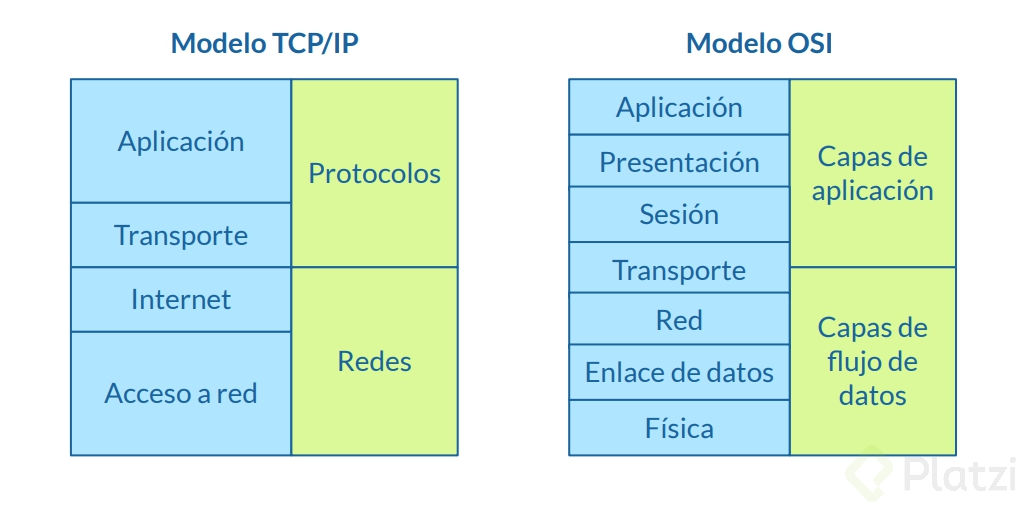 Modelo TCP/IP
Aplicación
Transporte
Internet
Acceso a red
Protocolos
Redes
Modelo OSI
Aplicación
Presentación
Sesión
Transporte
Red
Enlace de datos
Física
Capas de
aplicación
Capas de
flujo de
datos
Platzi